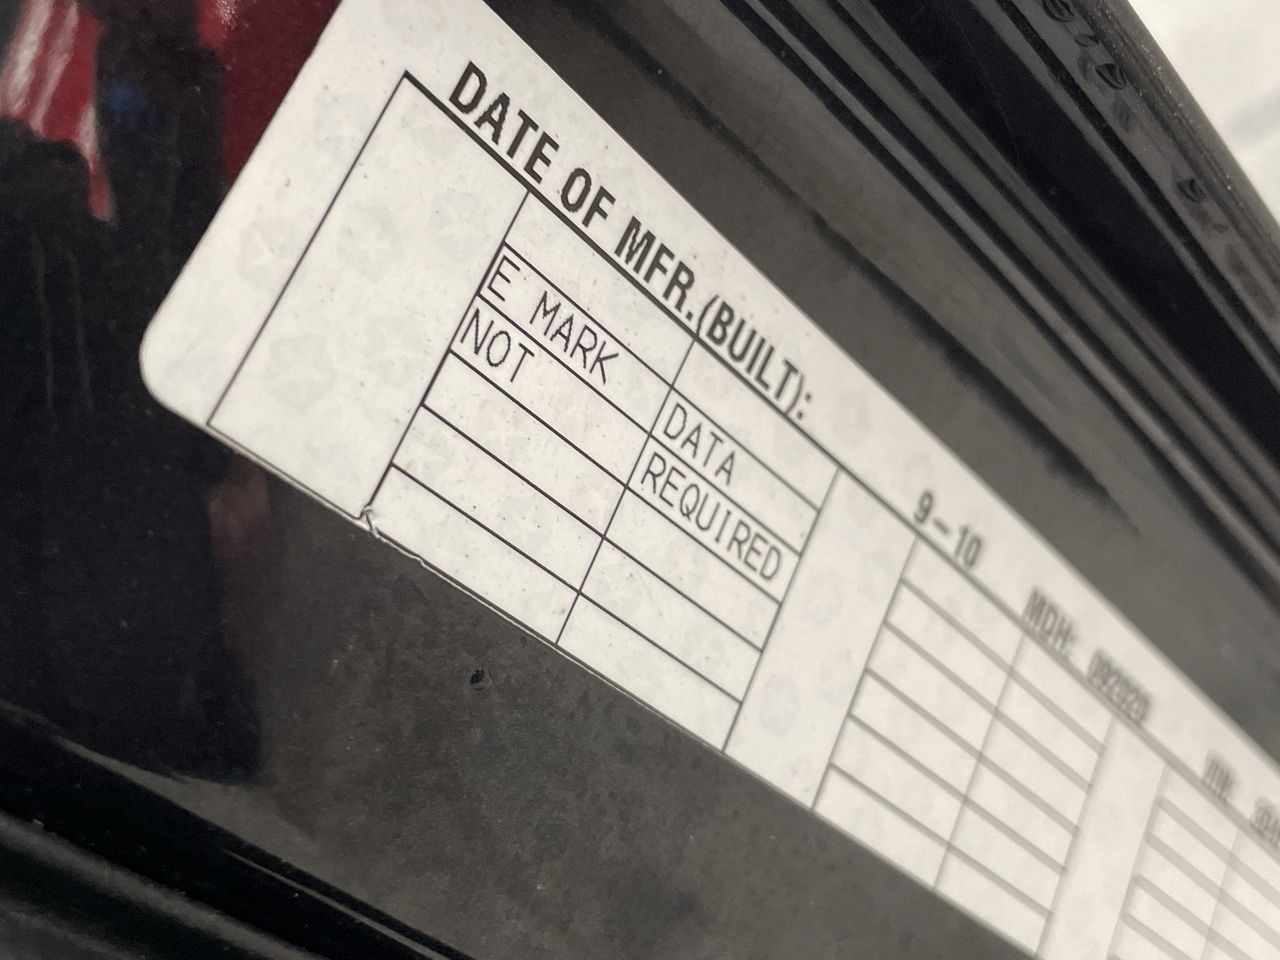 DATE OF MFR.(BUILT): 9-10 MDH: 092020
E MARK DATA
NOT REQUIRED